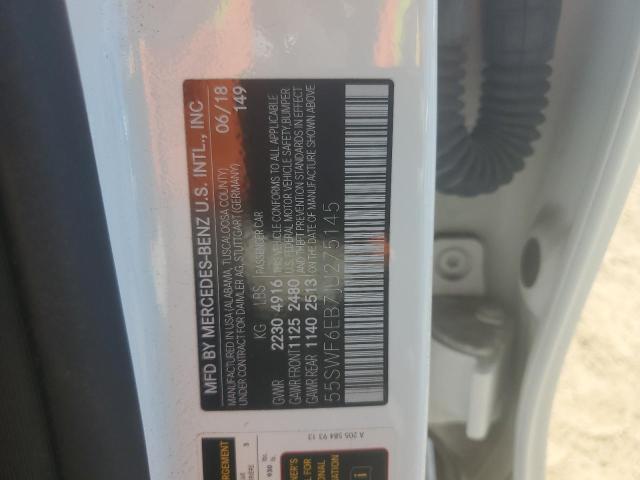 MFD BY MERCEDES-BENZ U.S. INTL., INC
MANUFACTURED IN USA (ALABAMA, TUSCALOOSA COUNTY)
UNDER CONTRACT FOR DAIMLER AG, STUTTGART (GERMANY)
06/18
149
KG LBS PASSENGER CAR
GVWR 2230 4916 THIS VEHICLE CONFORMS TO ALL APPLICABLE
GAWR FRONT 1125 2480 U.S. FEDERAL MOTOR VEHICLE SAFETY, BUMPER
AND THEFT PREVENTION STANDARDS IN EFFECT
GAWR REAR 1140 2513 ON THE DATE OF MANUFACTURE SHOWN ABOVE
55SWF6EB7JU275145
A 205 584 93 13